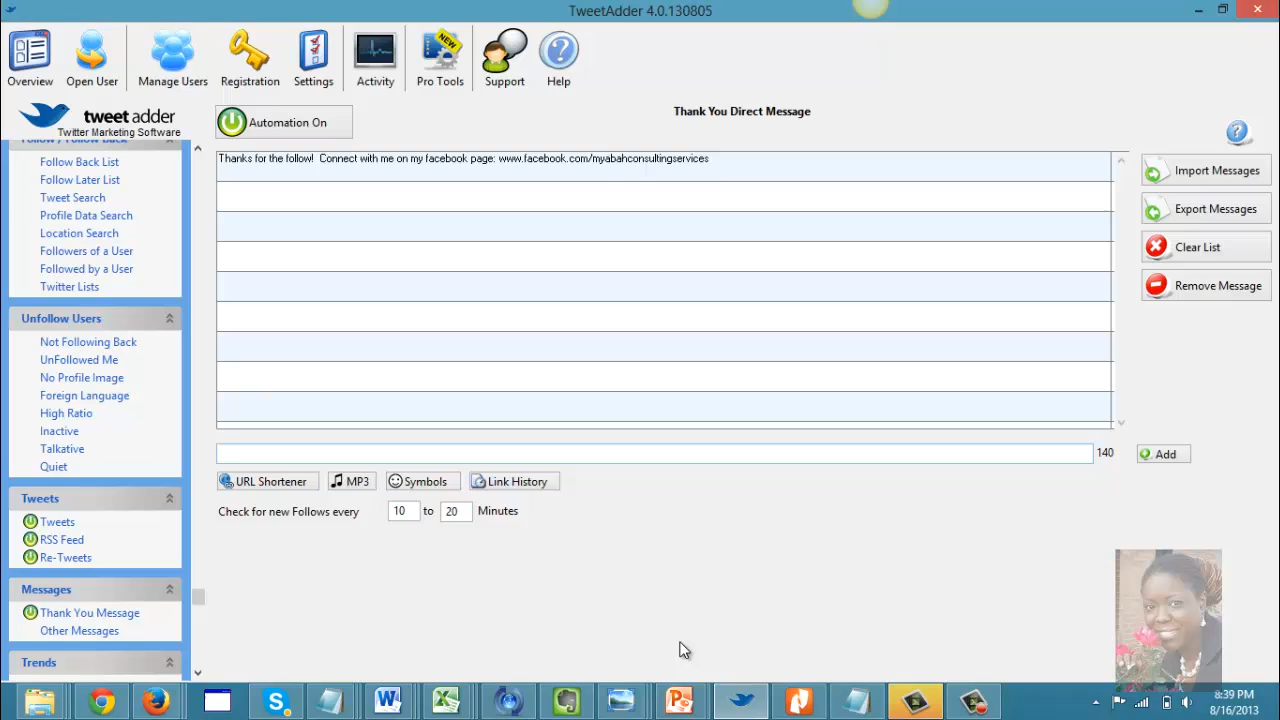 TweetAdder 4.0.130805
Overview
Open User
Manage Users
Registration
Settings
Activity
NEW
Pro Tools
Support
Help
tweet adder
Twitter Marketing Software
Automation On
Thank You Direct Message
Follow / Follow Back
Follow Back List
Follow Later List
Tweet Search
Profile Data Search
Location Search
Followers of a User
Followed by a User
Twitter Lists
Unfollow Users
Not Following Back
UnFollowed Me
No Profile Image
Foreign Language
High Ratio
Inactive
Talkative
Quiet
Tweets
Tweets
RSS Feed
Re-Tweets
Messages
Thank You Message
Other Messages
Trends
Thanks for the follow! Connect with me on my facebook page: www.facebook.com/myabahconsultingservices
Import Messages
Export Messages
Clear List
Remove Message
140
Add
URL Shortener
MP3
Symbols
Link History
Check for new Follows every 10 to 20 Minutes
8:39 PM
8/16/2013